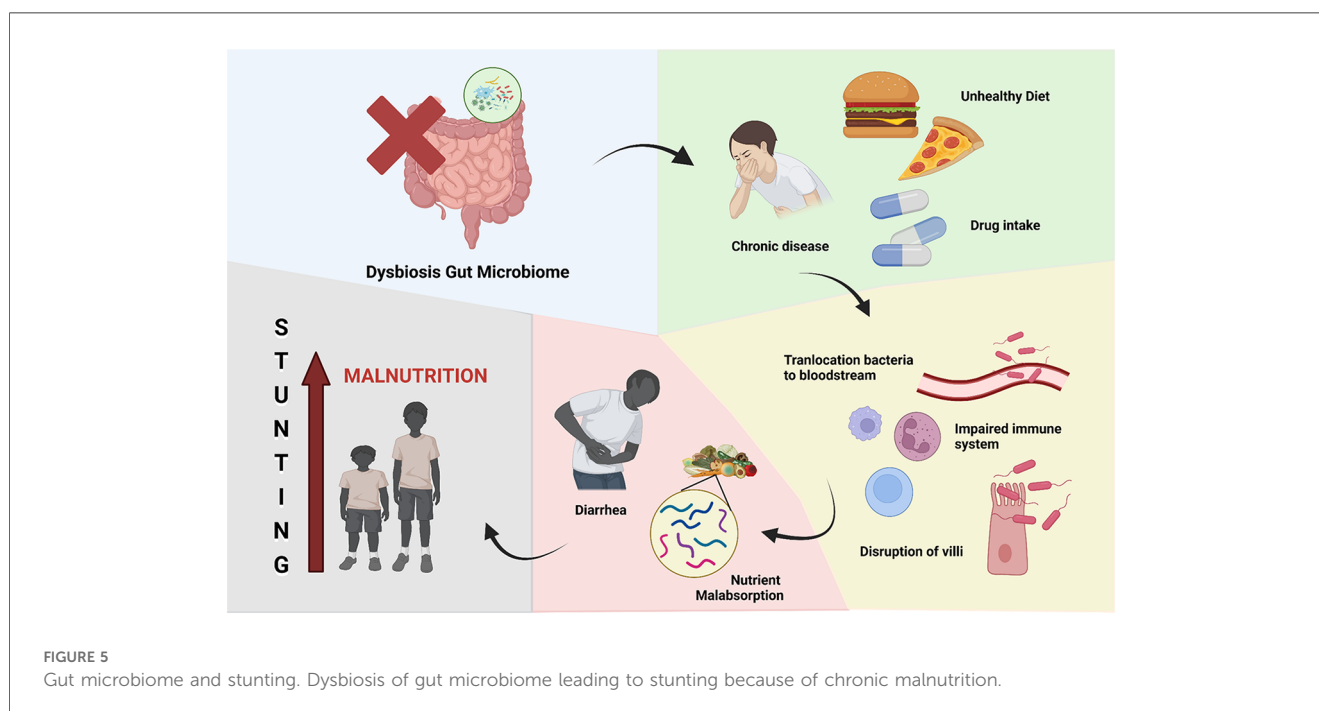 Dysbiosis Gut Microbiome
Unhealthy Diet
Drug intake
Chronic disease
Tranlocation bacteria
to bloodstream
Impaired immune
system
Disruption of villi
Diarrhea
Nutrient
Malabsorption
STUNTING
MALNUTRITION
FIGURE 5
Gut microbiome and stunting. Dysbiosis of gut microbiome leading to stunting because of chronic malnutrition.